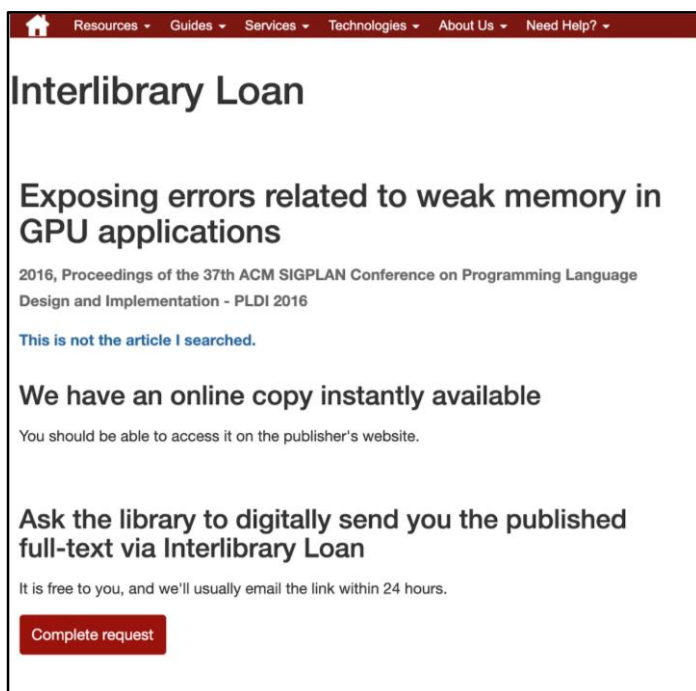 Resources Guides Services Technologies About Us Need Help?
Interlibrary Loan
Exposing errors related to weak memory in
GPU applications
2016, Proceedings of the 37th ACM SIGPLAN Conference on Programming Language
Design and Implementation - PLDI 2016
This is not the article I searched.
We have an online copy instantly available
You should be able to access it on the publisher's website.
Ask the library to digitally send you the published
full-text via Interlibrary Loan
It is free to you, and we'll usually email the link within 24 hours.
Complete request